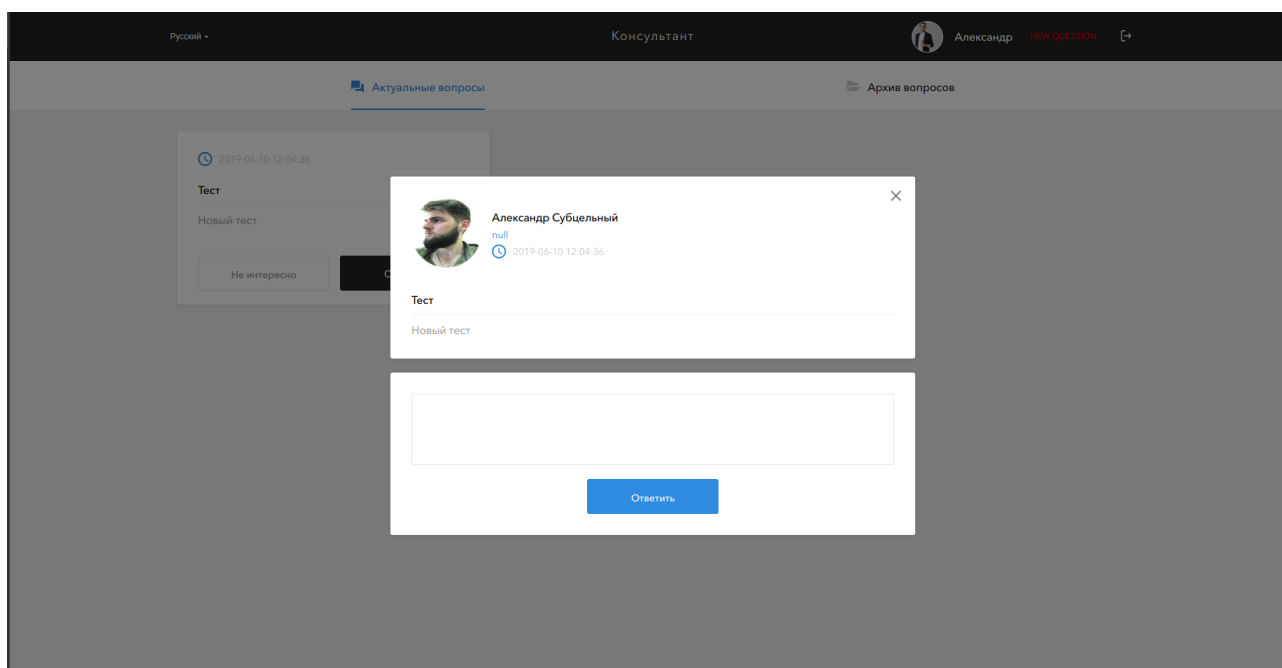 Русский
Консультант
Александр
NEW QUESTION
Актуальные вопросы
Архив вопросов
2019-06-10 12:04:36
Тест
Новый тест
Не интересно
Александр Субцельный
null
2019-06-10 12:04:36
Тест
Новый тест
Ответить